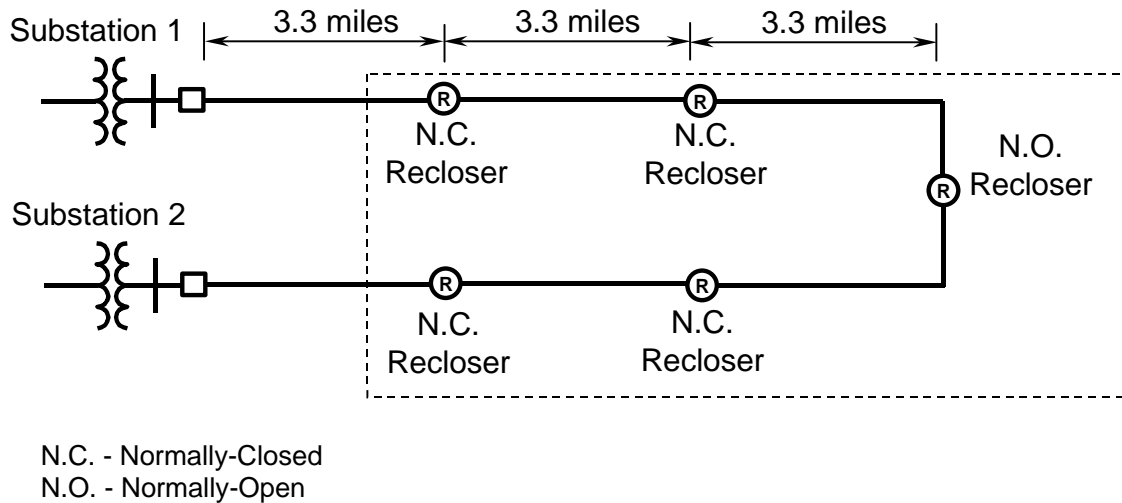 Substation 1
3.3 miles
3.3 miles
3.3 miles
R
R
N.C.
Recloser
N.C.
Recloser
N.O.
Recloser
R
Substation 2
R
R
N.C.
Recloser
N.C.
Recloser
N.C. - Normally-Closed
N.O. - Normally-Open